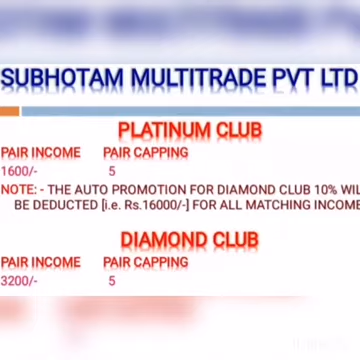 SUBHOTAM MULTITRADE PVT LTD
PLATINUM CLUB
PAIR INCOME PAIR CAPPING
1600/- 5
NOTE: - THE AUTO PROMOTION FOR DIAMOND CLUB 10% WIL
BE DEDUCTED [i.e. Rs.16000/-] FOR ALL MATCHING INCOME
DIAMOND CLUB
PAIR INCOME PAIR CAPPING
3200/- 5